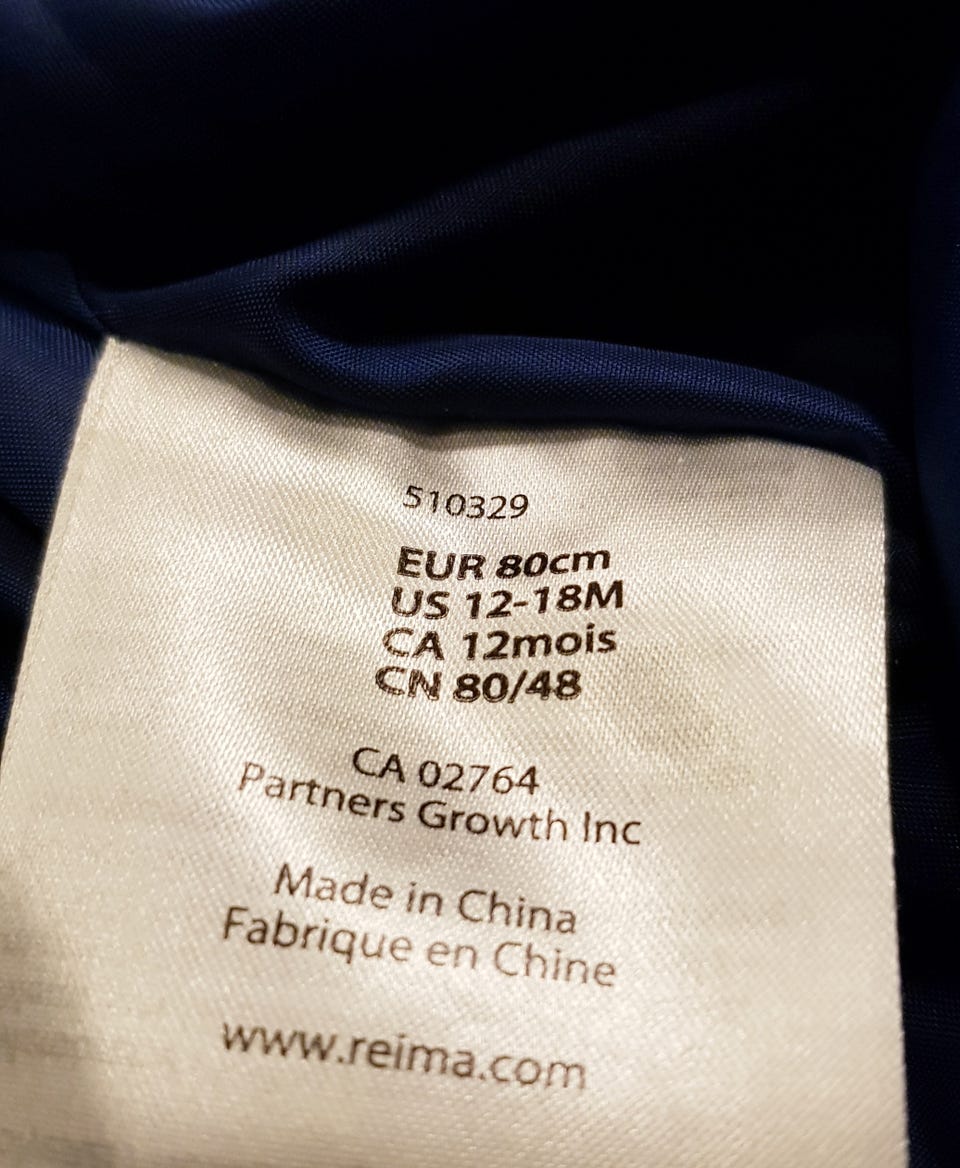 510329
EUR 80cm
US 12-18M
CA 12mois
CN 80/48
CA 02764
Partners Growth Inc
Made in China
Fabrique en Chine
www.reima.com